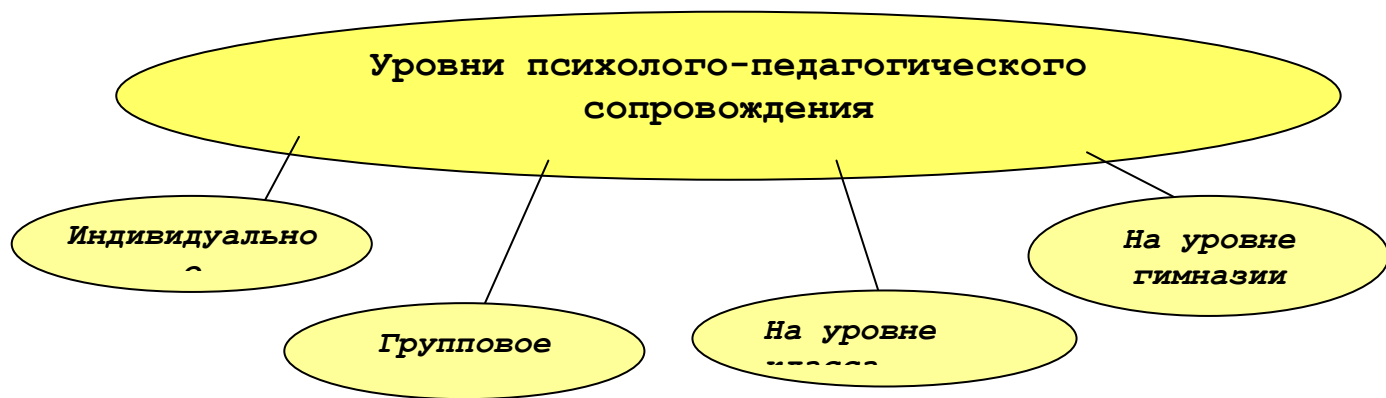 Уровни психолого-педагогического
сопровождения
Индивидуально
На уровне
гимназии
Групповое
На уровне